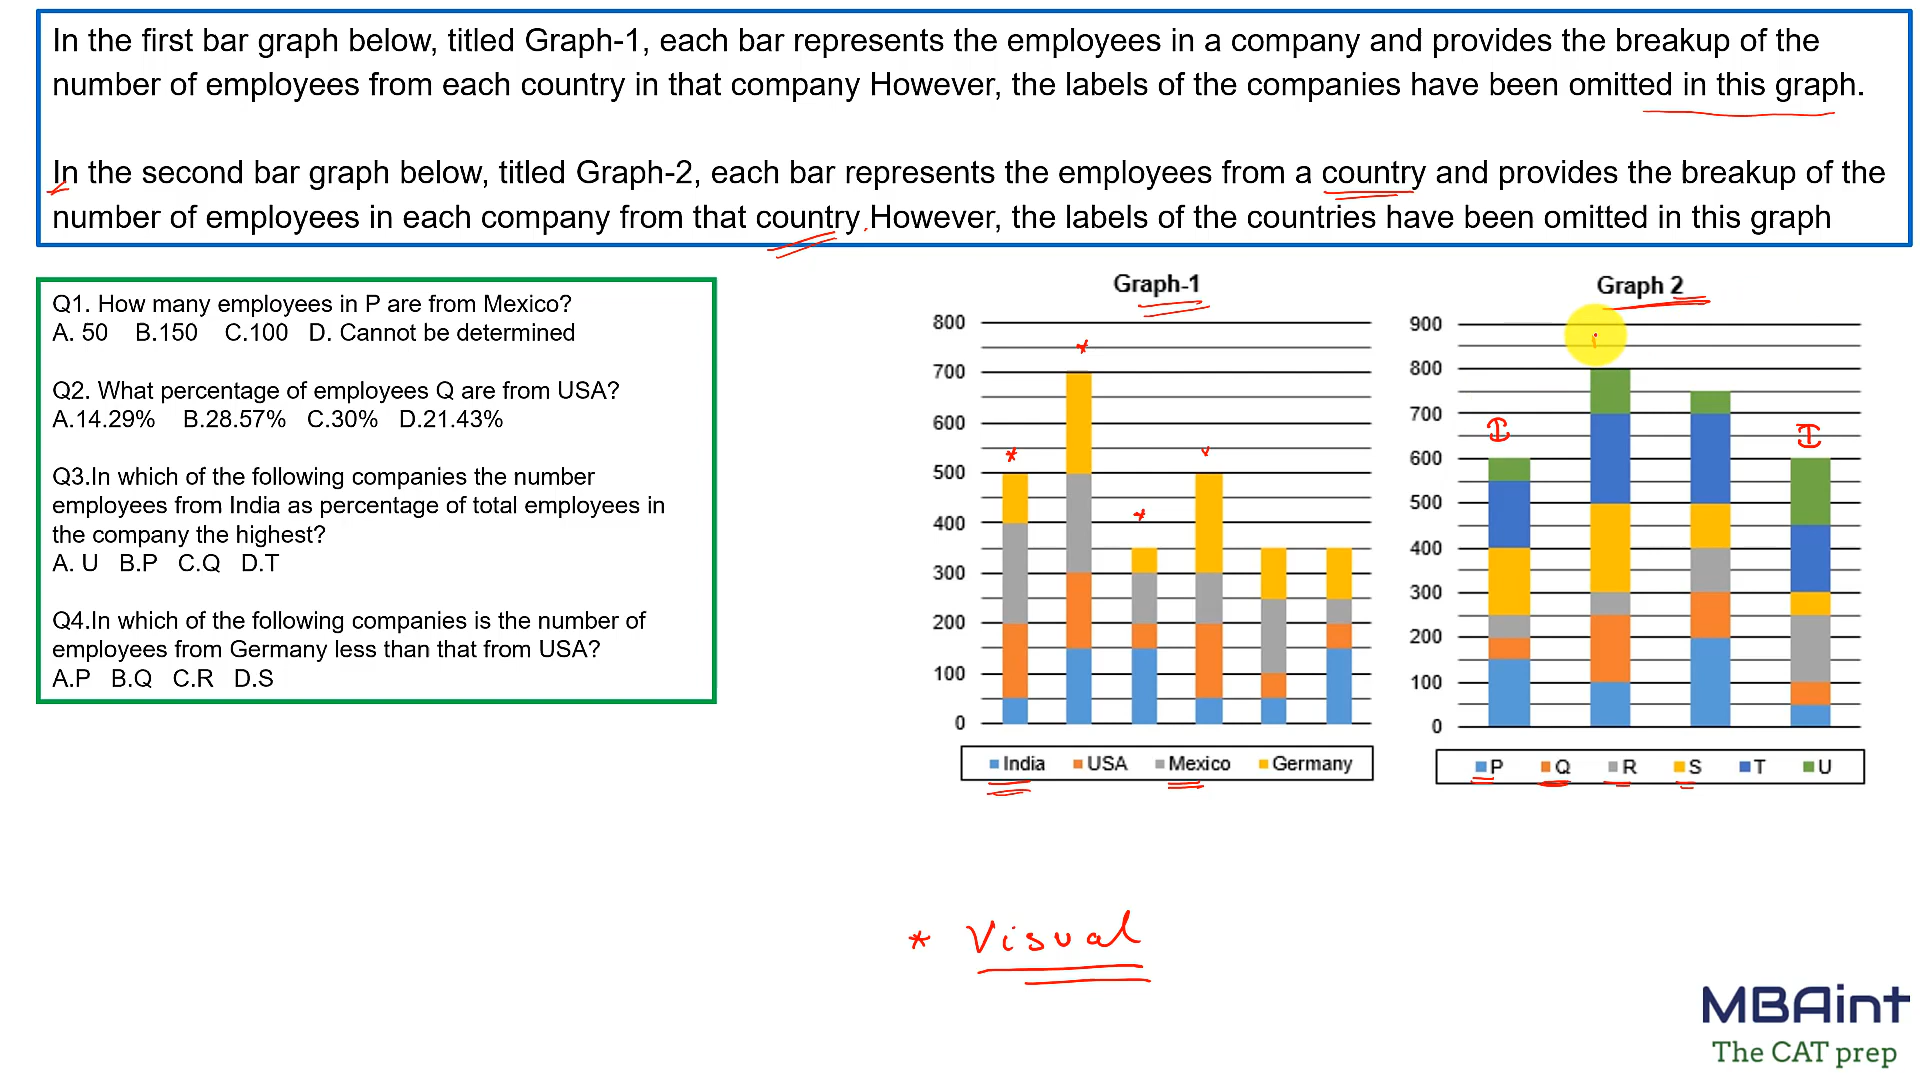 In the first bar graph below, titled Graph-1, each bar represents the employees in a company and provides the breakup of the
number of employees from each country in that company However, the labels of the companies have been omitted in this graph.
In the second bar graph below, titled Graph-2, each bar represents the employees from a country and provides the breakup of the
number of employees in each company from that country.However, the labels of the countries have been omitted in this graph
Q1. How many employees in P are from Mexico?
A. 50 B.150 C.100 D. Cannot be determined
Q2. What percentage of employees Q are from USA?
A.14.29% B.28.57% C.30% D.21.43%
Q3.In which of the following companies the number
employees from India as percentage of total employees in
the company the highest?
A. U B.P C.Q D.T
Q4.In which of the following companies is the number of
employees from Germany less than that from USA?
A.P B.Q C.R D.S
Graph-1
800
700
600
500
400
300
200
100
0
India USA Mexico Germany
Graph 2
900
800
700
600
500
400
300
200
100
0
P Q R S T U
* Visual
MBAint
The CAT prep